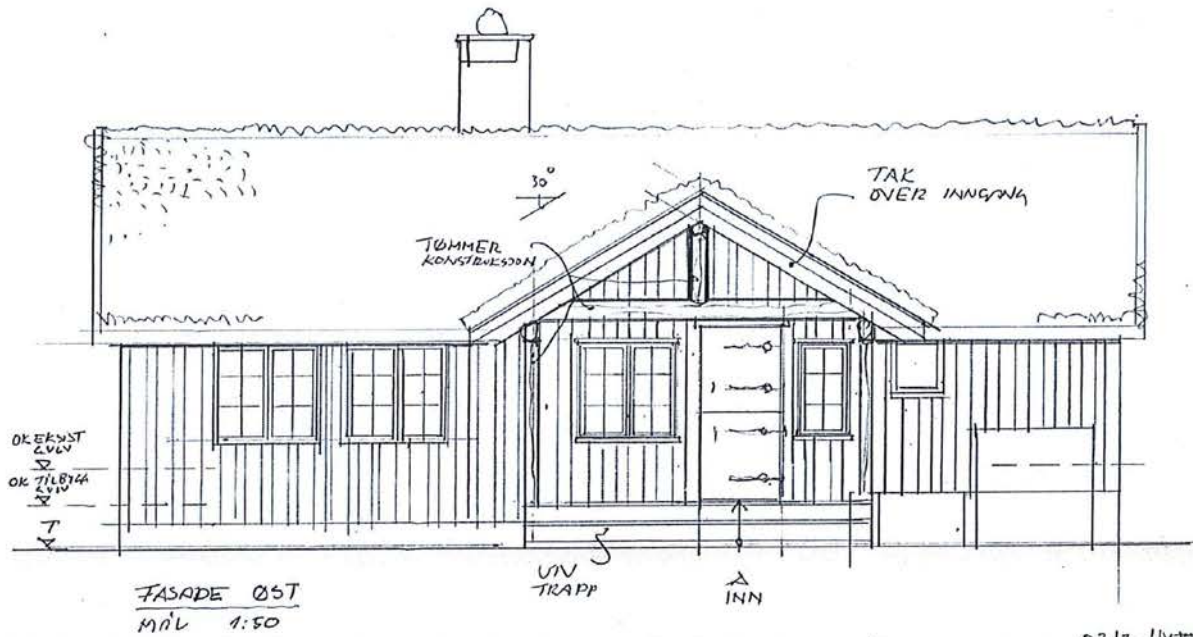 30°
TAK
OVER INNGANG
TØMMER
KONSTRUKSJON
OK EKSIST
GULV
OK TILBYGG
GULV
T
UTV
TRAPP
INN
FASADE ØST
MÅL 1:50